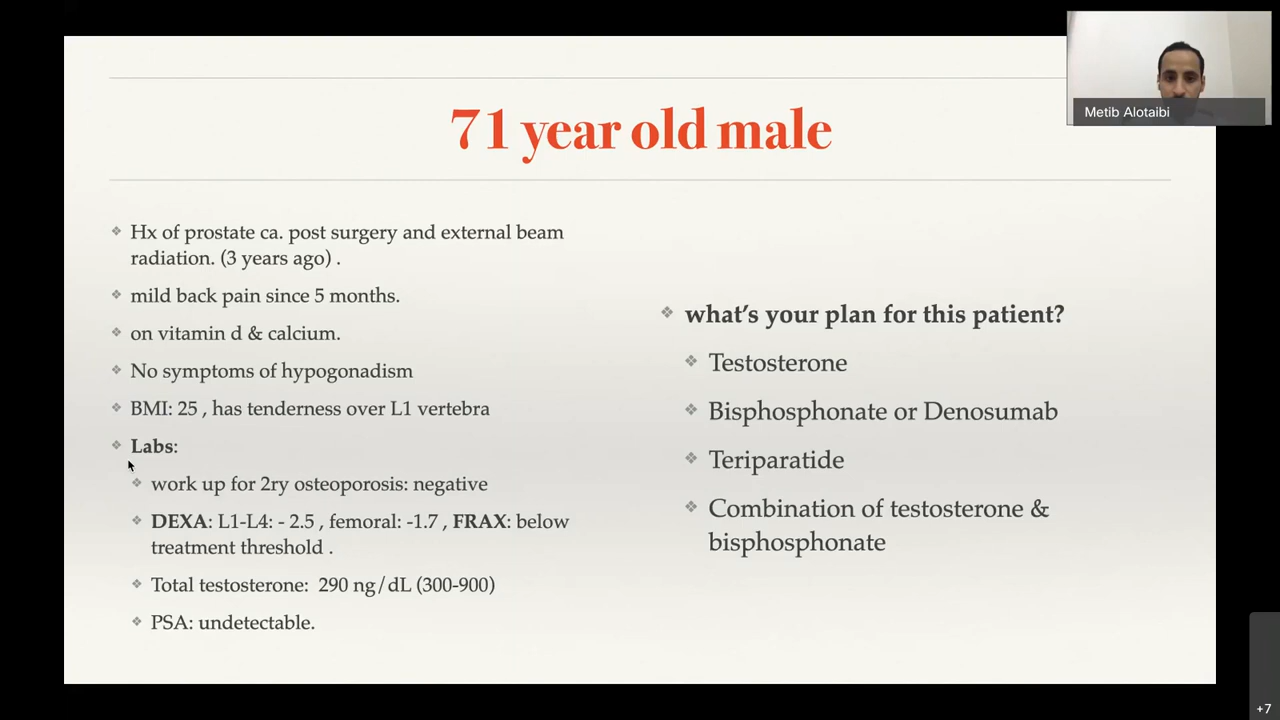 Metib Alotaibi
71 year old male
Hx of prostate ca. post surgery and external beam
radiation. (3 years ago) .
mild back pain since 5 months.
on vitamin d & calcium.
No symptoms of hypogonadism
BMI: 25 , has tenderness over L1 vertebra
Labs:
work up for 2ry osteoporosis: negative
DEXA: L1-L4: - 2.5 , femoral: -1.7 , FRAX: below
treatment threshold .
Total testosterone: 290 ng/dL (300-900)
PSA: undetectable.
what's your plan for this patient?
Testosterone
Bisphosphonate or Denosumab
Teriparatide
Combination of testosterone &
bisphosphonate
+7